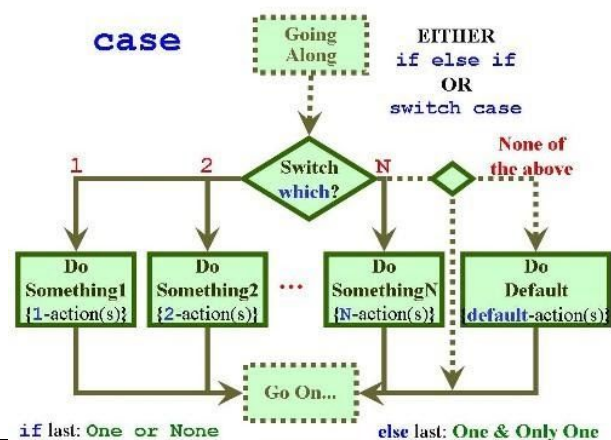 case
Going
Along
EITHER
if else if
OR
switch case
None of
the above
1
2
N
Switch
which?
Do
Something1
{1-action(s)}
Do
Something2
{2-action(s)}
...
Do
SomethingN
{N-action(s)}
Do
Default
{default-action(s)}
Go On...
if last: One or None
else last: One & Only One